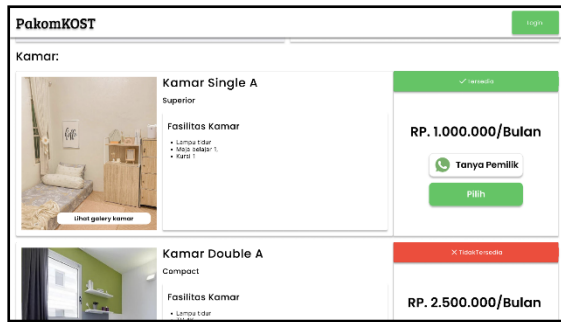 PakomKOST
Login
Kamar:
Kamar Single A
Superior
Fasilitas Kamar
• Lampu tidur
• Meja belajar 1.
• Kursi 1
hello
Lihat galery kamar
✓ Tersedia
RP. 1.000.000/Bulan
Tanya Pemilik
Pilih
Kamar Double A
Compact
Fasilitas Kamar
• Lampu tidur
✕ TidakTersedia
RP. 2.500.000/Bulan